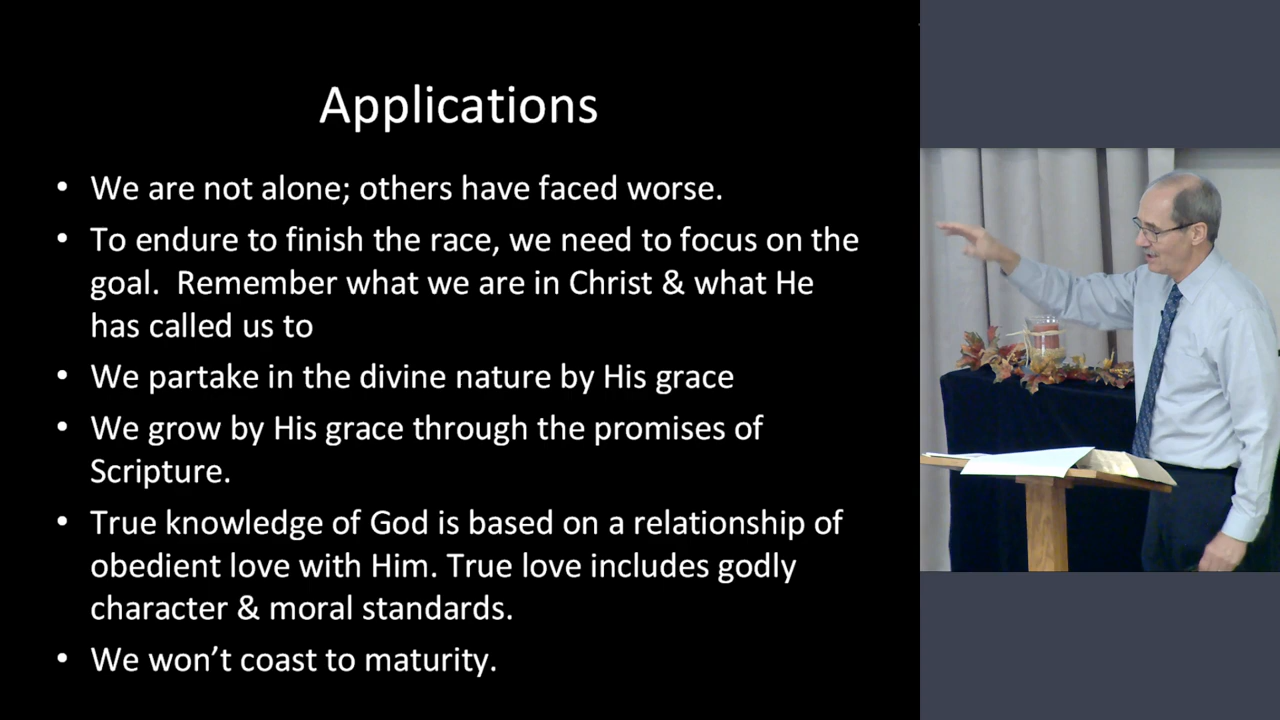 Applications
• We are not alone; others have faced worse.
• To endure to finish the race, we need to focus on the
goal.  Remember what we are in Christ & what He
has called us to
• We partake in the divine nature by His grace
• We grow by His grace through the promises of
Scripture.
• True knowledge of God is based on a relationship of
obedient love with Him. True love includes godly
character & moral standards.
• We won’t coast to maturity.